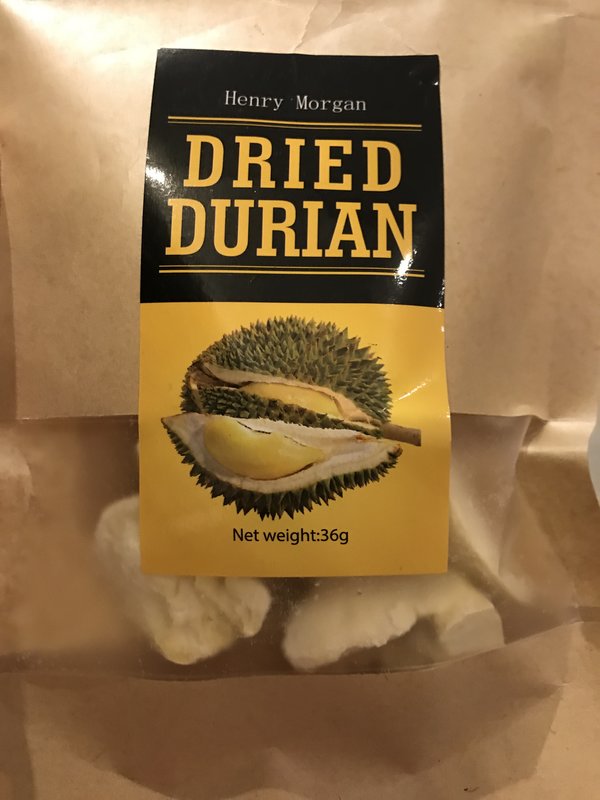 Henry Morgan
DRIED
DURIAN
Net weight:36g